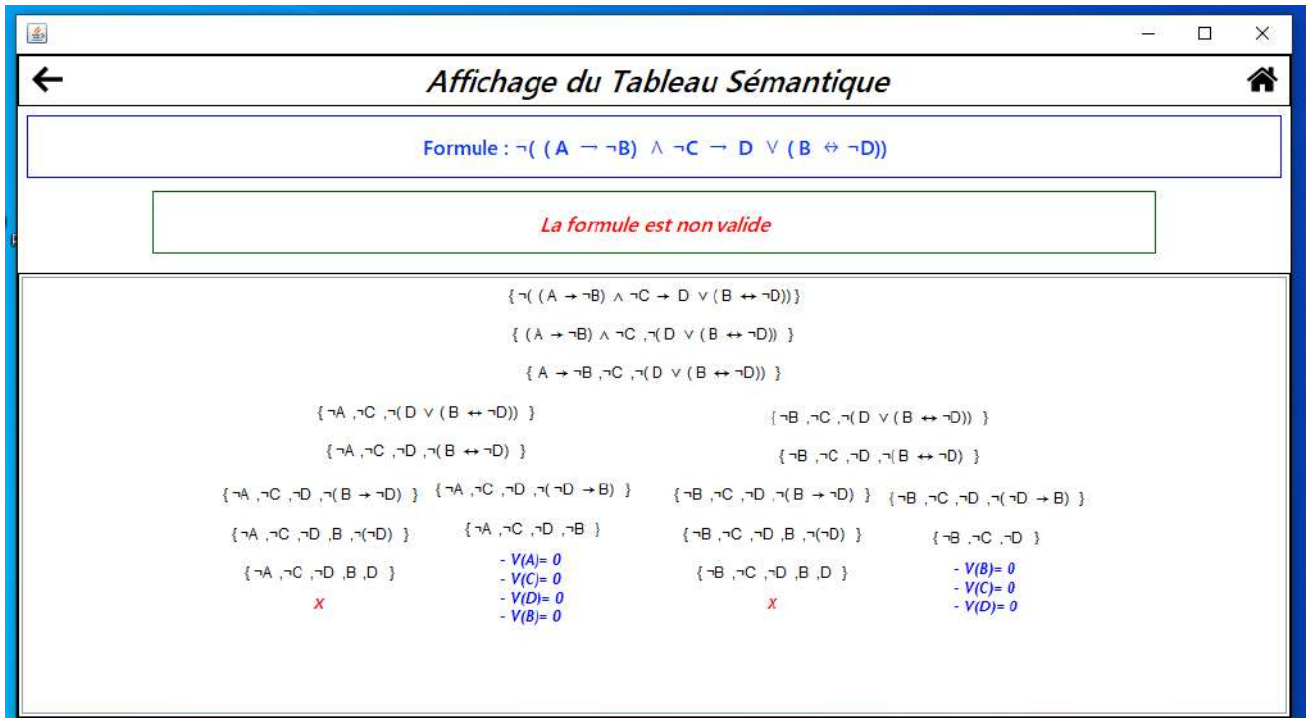 Affichage du Tableau Sémantique
Formule : ¬( ( A → ¬B) ∧ ¬C → D ∨ ( B ⇔ ¬D))
La formule est non valide
{ ¬( ( A → ¬B) ∧ ¬C → D ∨ ( B ↔ ¬D)) }
{ (A → ¬B) ∧ ¬C ,¬( D ∨ ( B ↔ ¬D)) }
{ A → ¬B ,¬C ,¬( D ∨ ( B ↔ ¬D)) }
{ ¬A ,¬C ,¬( D ∨ ( B ↔ ¬D)) } { ¬B ,¬C ,¬( D ∨ ( B ↔ ¬D)) }
{ ¬A ,¬C ,¬D ,¬( B ↔ ¬D) } { ¬B ,¬C ,¬D ,¬( B ↔ ¬D) }
{ ¬A ,¬C ,¬D ,¬( B → ¬D) } { ¬A ,¬C ,¬D ,¬( ¬D → B) } { ¬B ,¬C ,¬D ,¬( B → ¬D) } { ¬B ,¬C ,¬D ,¬( ¬D → B) }
{ ¬A ,¬C ,¬D ,B ,¬(¬D) } { ¬A ,¬C ,¬D ,¬B } { ¬B ,¬C ,¬D ,B ,¬(¬D) } { ¬B ,¬C ,¬D }
{ ¬A ,¬C ,¬D ,B ,D } - V(A)= 0 { ¬B ,¬C ,¬D ,B ,D } - V(B)= 0
- V(C)= 0 - V(C)= 0
X - V(D)= 0 X - V(D)= 0
- V(B)= 0